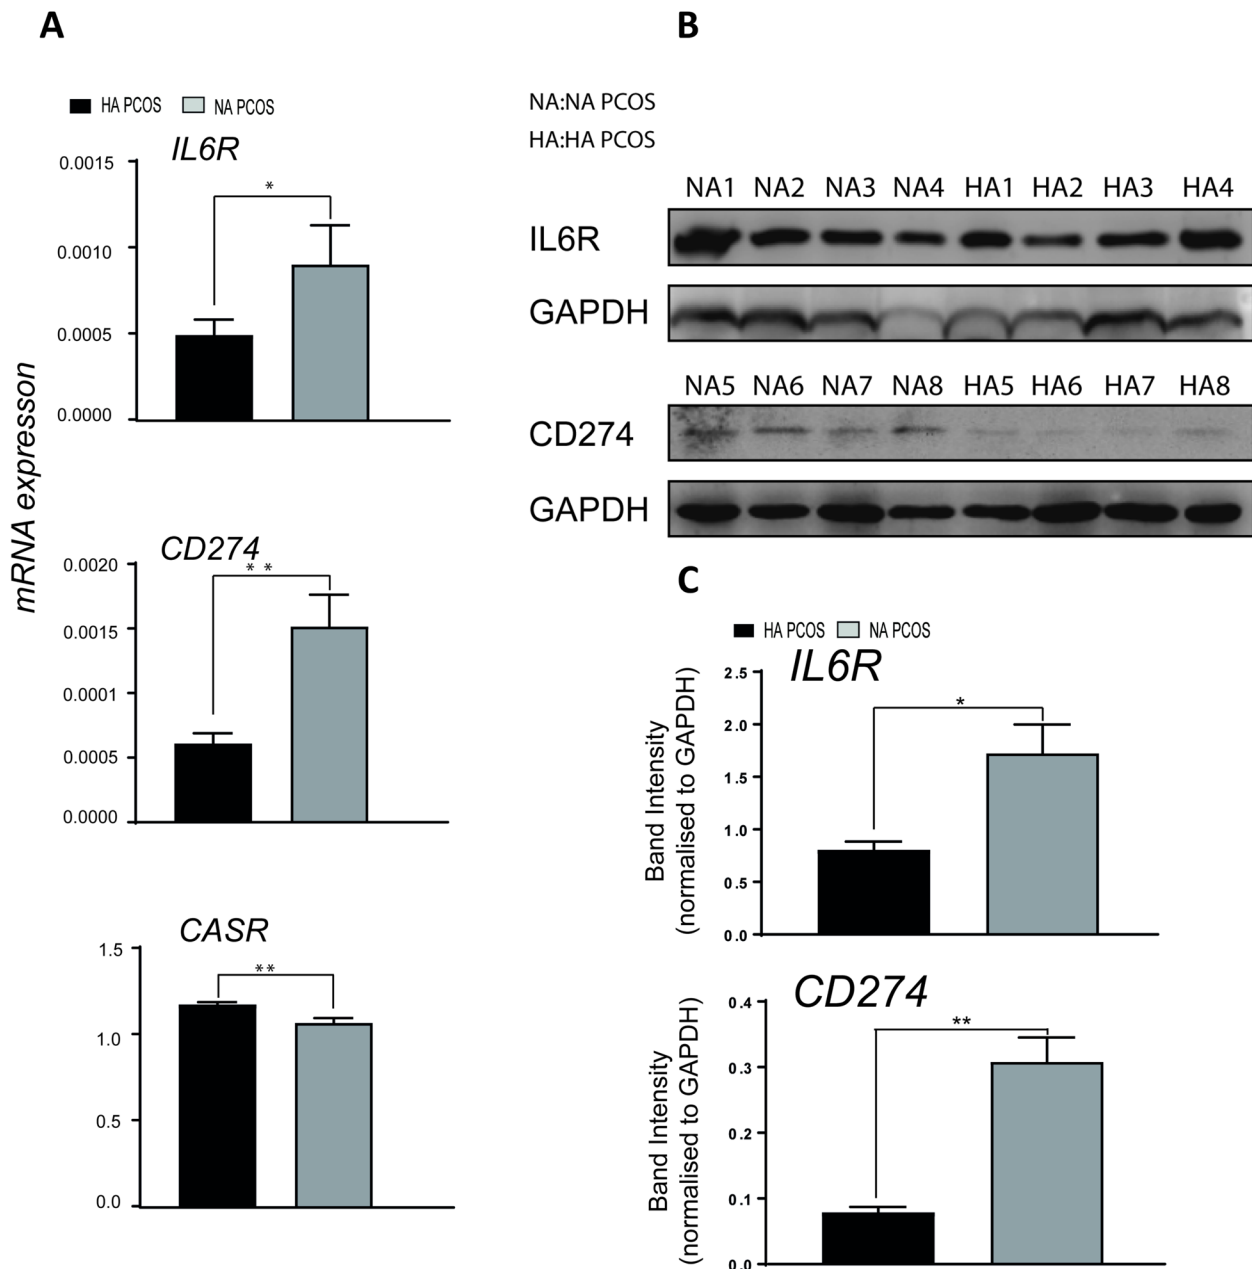 A
HA PCOS NA PCOS
mRNA expresson
IL6R
*
0.0015
0.0010
0.0005
0.0000
CD274
* *
0.0020
0.0015
0.0001
0.0005
0.0000
CASR
**
1.5
1.0
0.5
0.0
B
NA:NA PCOS
HA:HA PCOS
NA1 NA2 NA3 NA4 HA1 HA2 HA3 HA4
IL6R
GAPDH
NA5 NA6 NA7 NA8 HA5 HA6 HA7 HA8
CD274
GAPDH
C
HA PCOS NA PCOS
IL6R
Band Intensity
(normalised to GAPDH)
*
2.5
2.0
1.5
1.0
0.5
0.0
CD274
Band Intensity
(normalised to GAPDH)
**
0.4
0.3
0.2
0.1
0.0